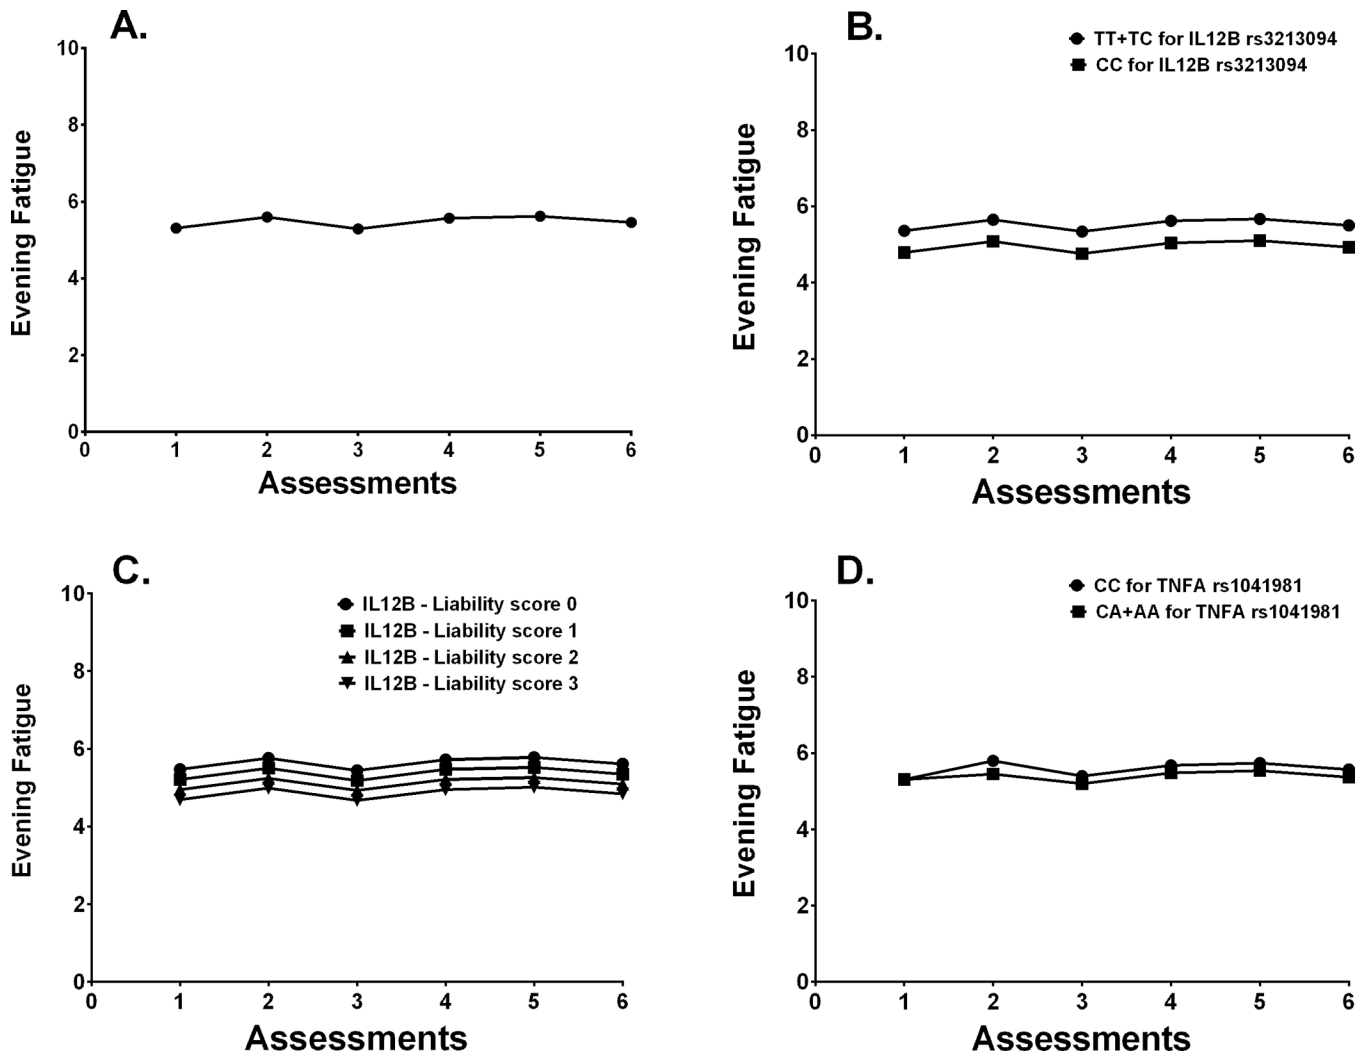 A.
10
8
6
4
2
0
0 1 2 3 4 5 6
Evening Fatigue
Assessments
B.
TT+TC for IL12B rs3213094
CC for IL12B rs3213094
10
8
6
4
2
0
0 1 2 3 4 5 6
Evening Fatigue
Assessments
C.
IL12B - Liability score 0
IL12B - Liability score 1
IL12B - Liability score 2
IL12B - Liability score 3
10
8
6
4
2
0
0 1 2 3 4 5 6
Evening Fatigue
Assessments
D.
CC for TNFA rs1041981
CA+AA for TNFA rs1041981
10
8
6
4
2
0
0 1 2 3 4 5 6
Evening Fatigue
Assessments